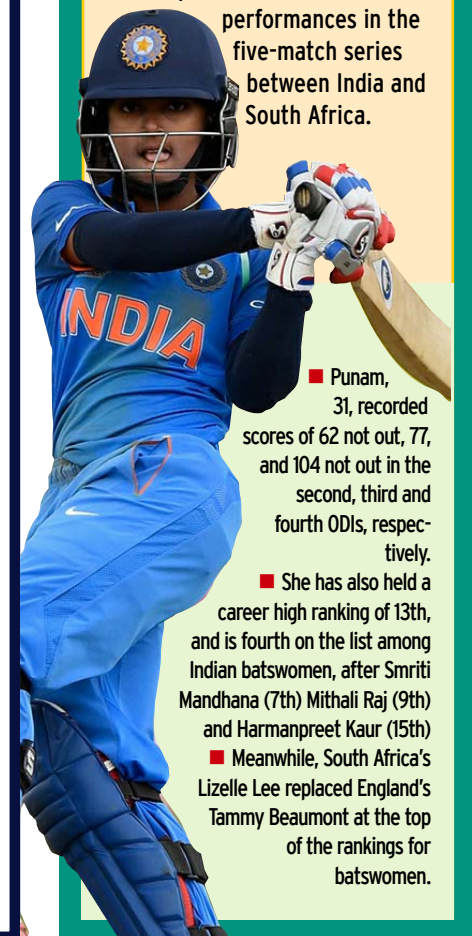 performances in the
five-match series
between India and
South Africa.
INDIA
■ Punam,
31, recorded
scores of 62 not out, 77,
and 104 not out in the
second, third and
fourth ODIs, respec-
tively.
■ She has also held a
career high ranking of 13th,
and is fourth on the list among
Indian batswomen, after Smriti
Mandhana (7th) Mithali Raj (9th)
and Harmanpreet Kaur (15th)
■ Meanwhile, South Africa’s
Lizelle Lee replaced England’s
Tammy Beaumont at the top
of the rankings for
batswomen.